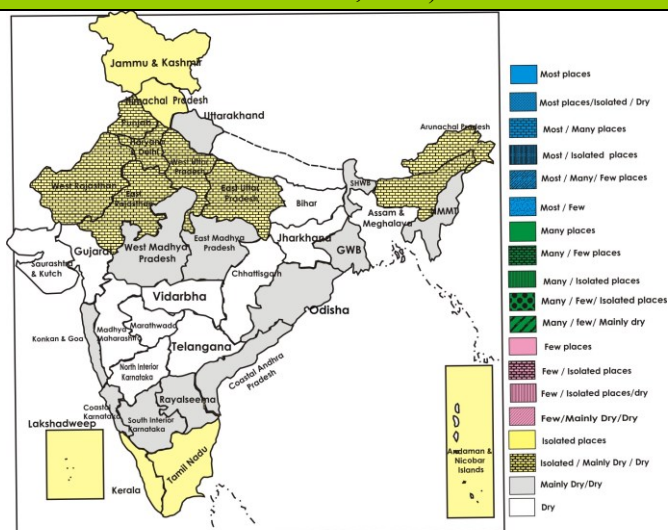 Jammu & Kashmir
Himachal Pradesh
Punjab
Uttarakhand
Haryana
& Delhi
Arunachal Pradesh
West Uttar
Pradesh
West Rajasthan
East
Rajasthan
East Uttar
Pradesh
SHWB
Bihar
Assam &
Meghalaya
NMMT
Gujarat
Saurashtra
& Kutch
West Madhya
Pradesh
East Madhya
Pradesh
Jharkhand
GWB
Chhattisgarh
Vidarbha
Odisha
Konkan & Goa
Madhya
Maharashtra
Marathwada
Telangana
North Interior
Karnataka
Coastal Andhra
Pradesh
Coastal
Karnataka
Rayalseema
South Interior
Karnataka
Lakshadweep
Kerala
Tamil Nadu
Andaman &
Nicobar
Islands
Most places
Most places/Isolated / Dry
Most / Many places
Most / Isolated places
Most / Many/ Few places
Most / Few
Many places
Many / Few places
Many / Isolated places
Many / Few/ Isolated places
Many / few/ Mainly dry
Few places
Few / Isolated places
Few / Isolated places/dry
Few/Mainly Dry/Dry
Isolated places
Isolated / Mainly Dry / Dry
Mainly Dry/Dry
Dry